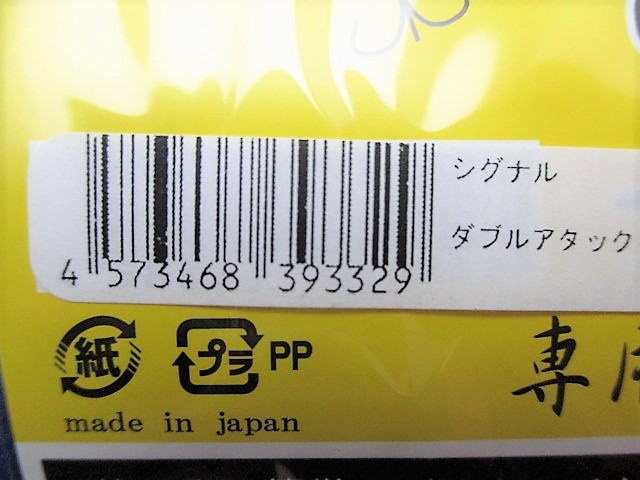 シグナル
ダブルアタック
4 573468 393329
紙 プラ PP
専
made in japan